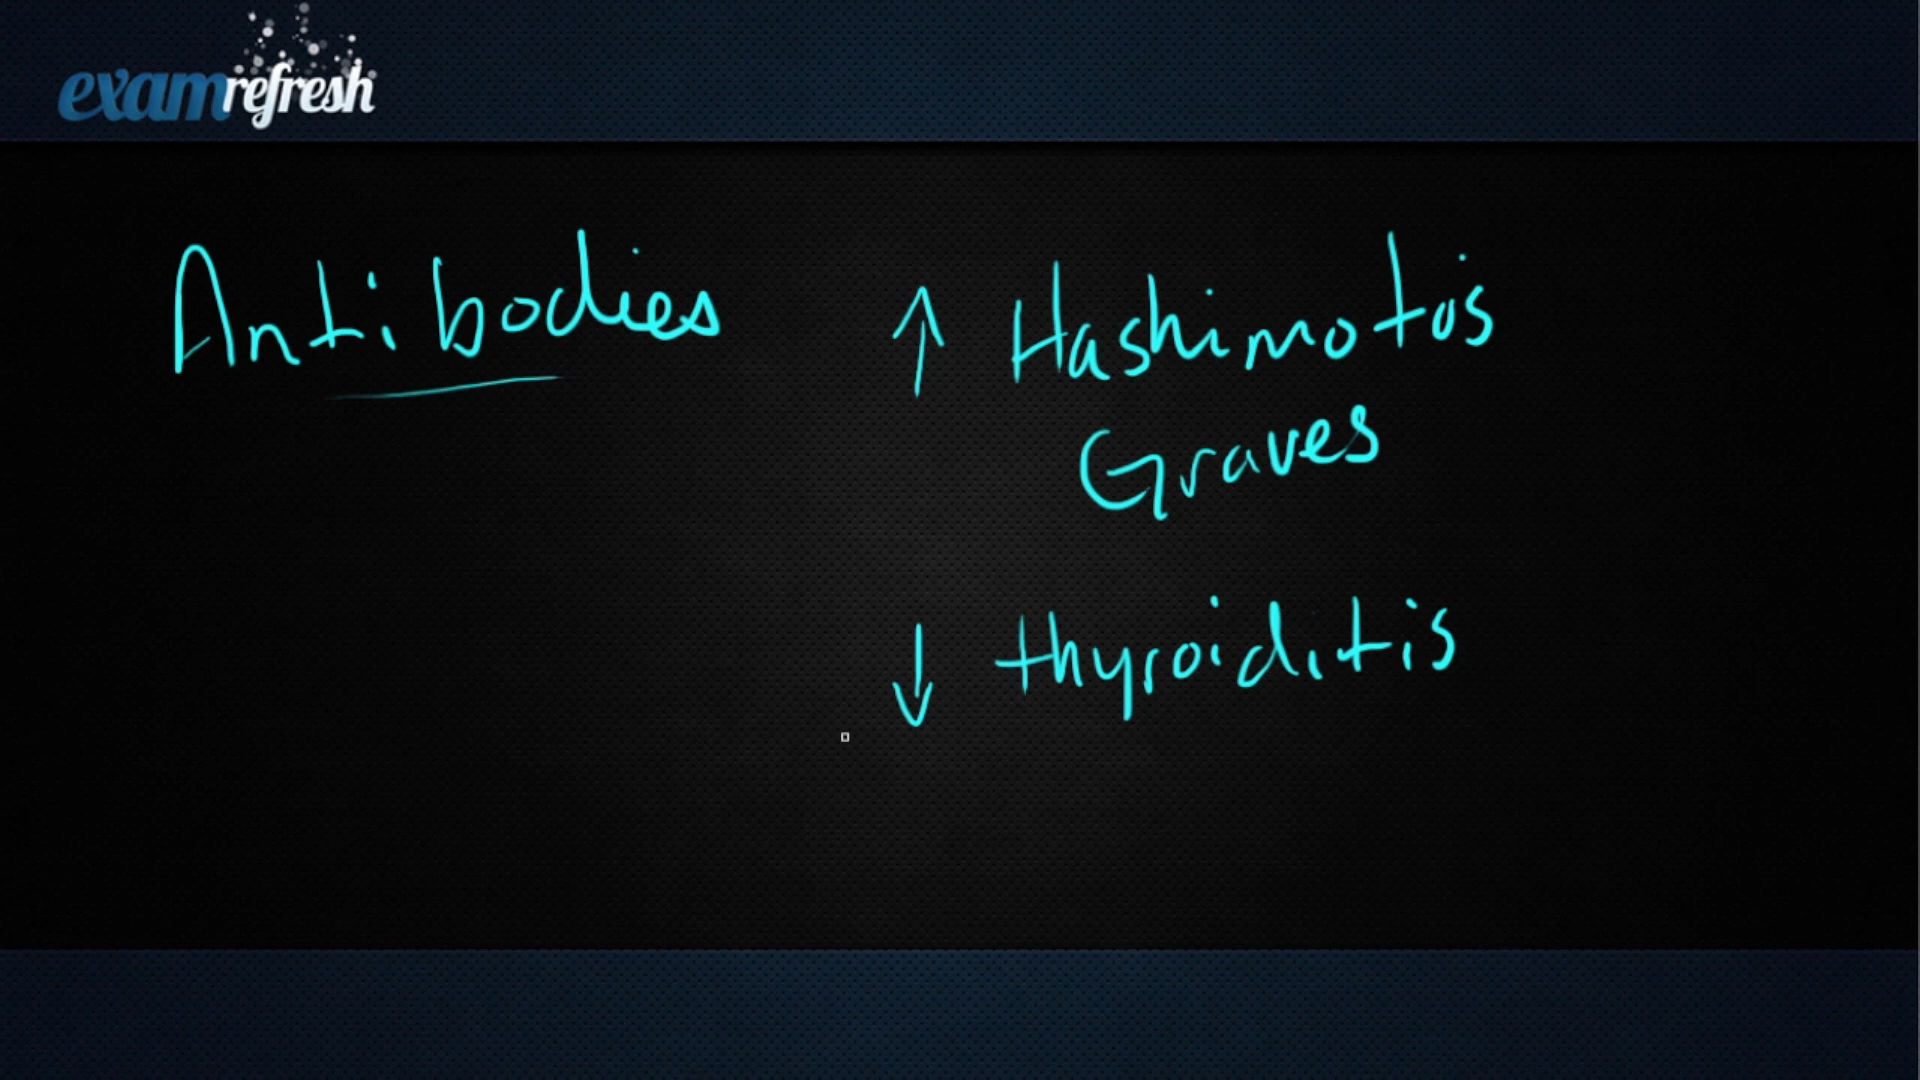 examrefresh
Antibodies
↑ Hashimotos
Graves
↓ thyroiditis